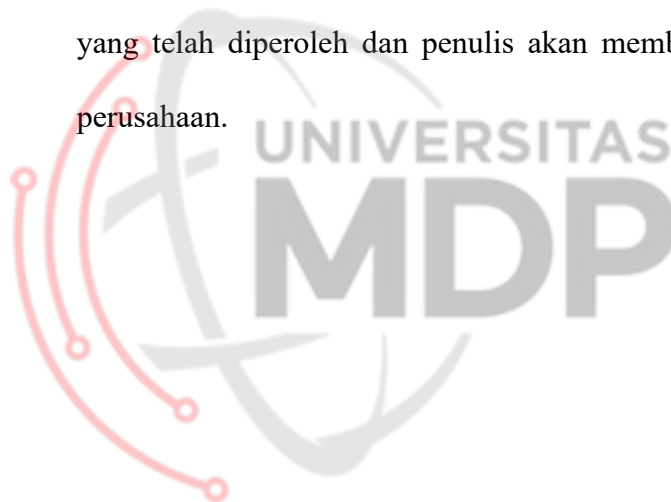 yang telah diperoleh dan penulis akan memb
perusahaan.
UNIVERSITAS
MDP